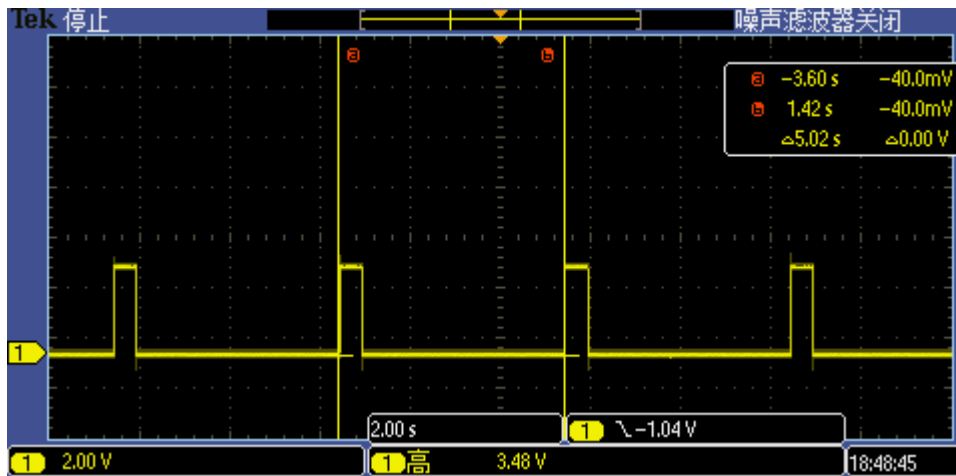 Tek 停止 噪声滤波器关闭
a b
a −3.60 s −40.0mV
b 1.42 s −40.0mV
△5.02 s △0.00 V
1
2.00 s 1 \ −1.04 V
1 2.00 V 1 高 3.48 V 18:48:45